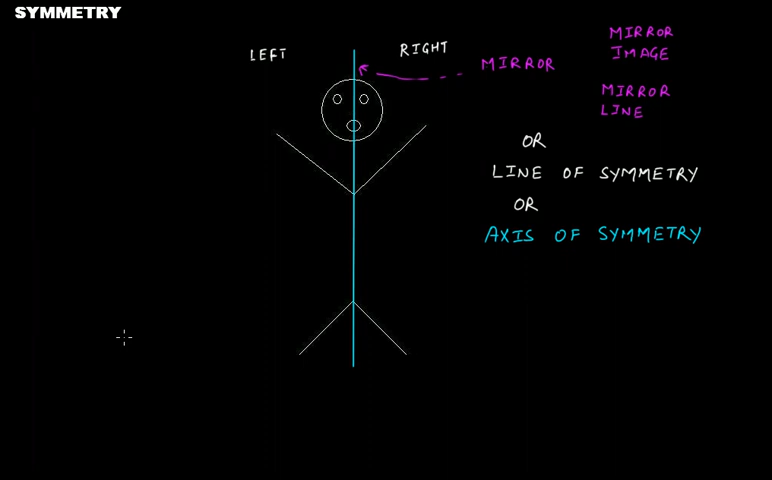 SYMMETRY
LEFT
RIGHT
MIRROR
MIRROR
IMAGE
MIRROR
LINE
OR
LINE OF SYMMETRY
OR
AXIS OF SYMMETRY